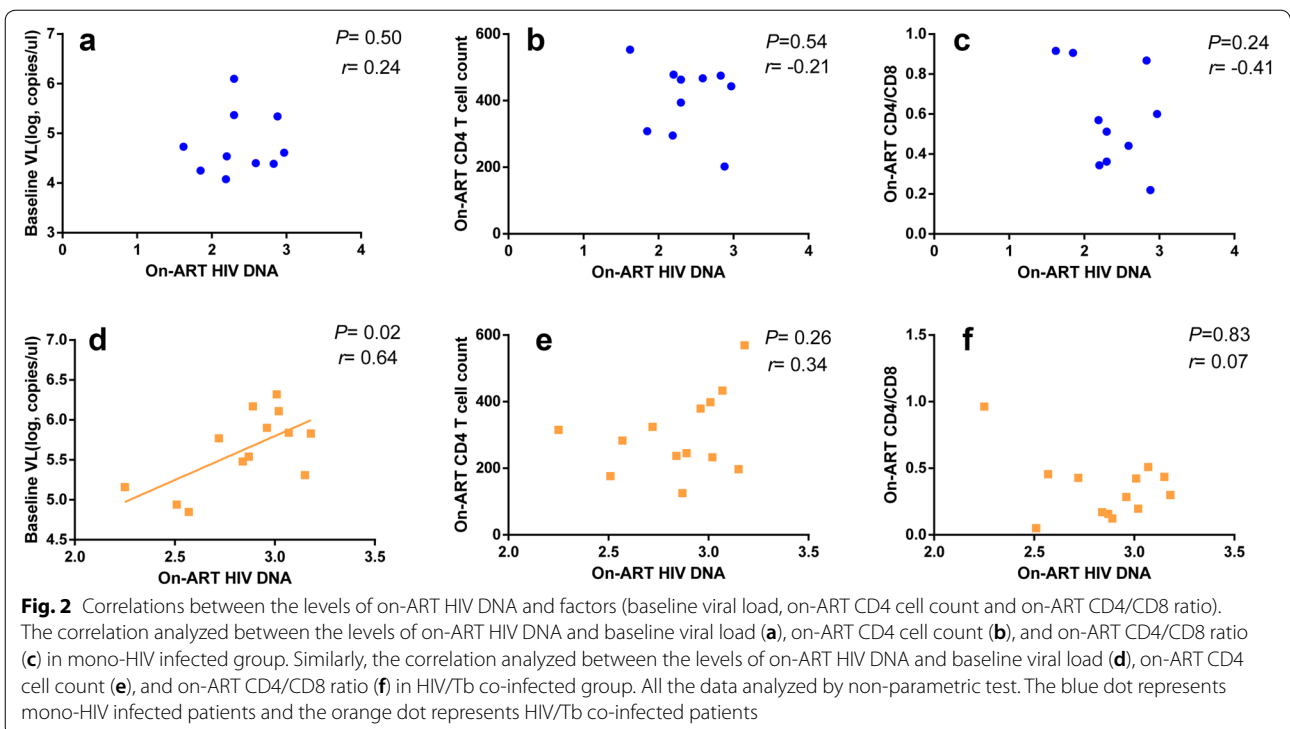 a
P= 0.50
r= 0.24
Baseline VL(log, copies/ul)
7
6
5
4
3
0 1 2 3 4
On-ART HIV DNA
b
P=0.54
r= -0.21
On-ART CD4 T cell count
600
400
200
0
0 1 2 3 4
On-ART HIV DNA
c
P=0.24
r= -0.41
On-ART CD4/CD8
1.0
0.8
0.6
0.4
0.2
0.0
0 1 2 3 4
On-ART HIV DNA
d
P= 0.02
r= 0.64
Baseline VL(log, copies/ul)
7.0
6.5
6.0
5.5
5.0
4.5
2.0 2.5 3.0 3.5
On-ART HIV DNA
e
P= 0.26
r= 0.34
On-ART CD4 T cell count
600
400
200
0
2.0 2.5 3.0 3.5
On-ART HIV DNA
f
P=0.83
r= 0.07
On-ART CD4/CD8
1.5
1.0
0.5
0.0
2.0 2.5 3.0 3.5
On-ART HIV DNA
Fig. 2 Correlations between the levels of on-ART HIV DNA and factors (baseline viral load, on-ART CD4 cell count and on-ART CD4/CD8 ratio).
The correlation analyzed between the levels of on-ART HIV DNA and baseline viral load (a), on-ART CD4 cell count (b), and on-ART CD4/CD8 ratio
(c) in mono-HIV infected group. Similarly, the correlation analyzed between the levels of on-ART HIV DNA and baseline viral load (d), on-ART CD4
cell count (e), and on-ART CD4/CD8 ratio (f) in HIV/Tb co-infected group. All the data analyzed by non-parametric test. The blue dot represents
mono-HIV infected patients and the orange dot represents HIV/Tb co-infected patients